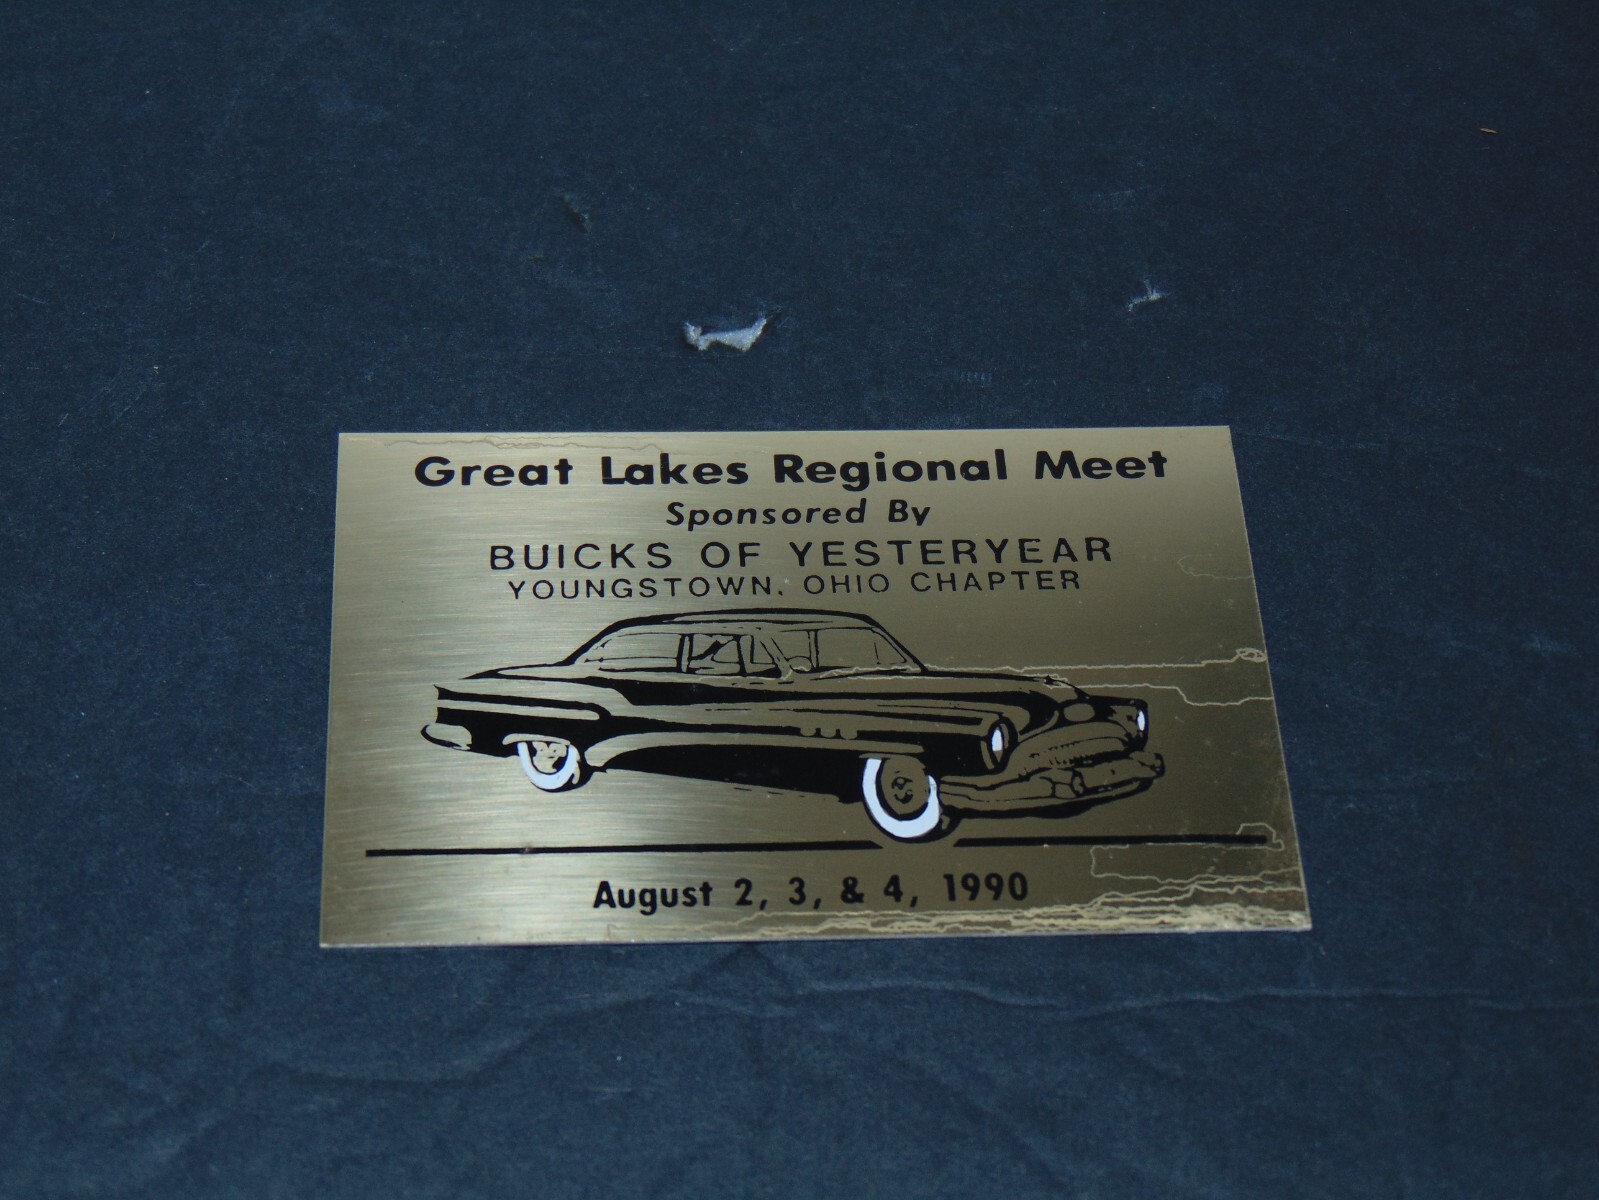 Great Lakes Regional Meet
Sponsored By
BUICKS OF YESTERYEAR
YOUNGSTOWN, OHIO CHAPTER
August 2, 3, & 4, 1990